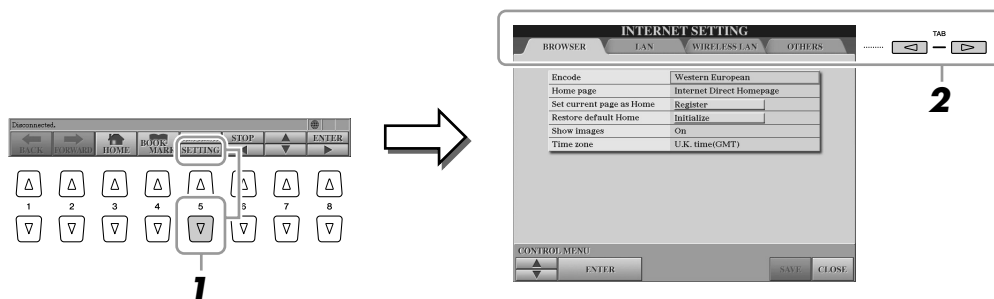 INTERNET SETTING
BROWSER LAN WIRELESS LAN OTHERS
TAB
2
Encode Western European
Home page Internet Direct Homepage
Set current page as Home Register
Restore default Home Initialize
Show images On
Time zone U.K. time(GMT)
CONTROL MENU
ENTER SAVE CLOSE
Disconnected.
BACK FORWARD HOME BOOK MARK SETTING STOP ENTER
1 2 3 4 5 6 7 8
1